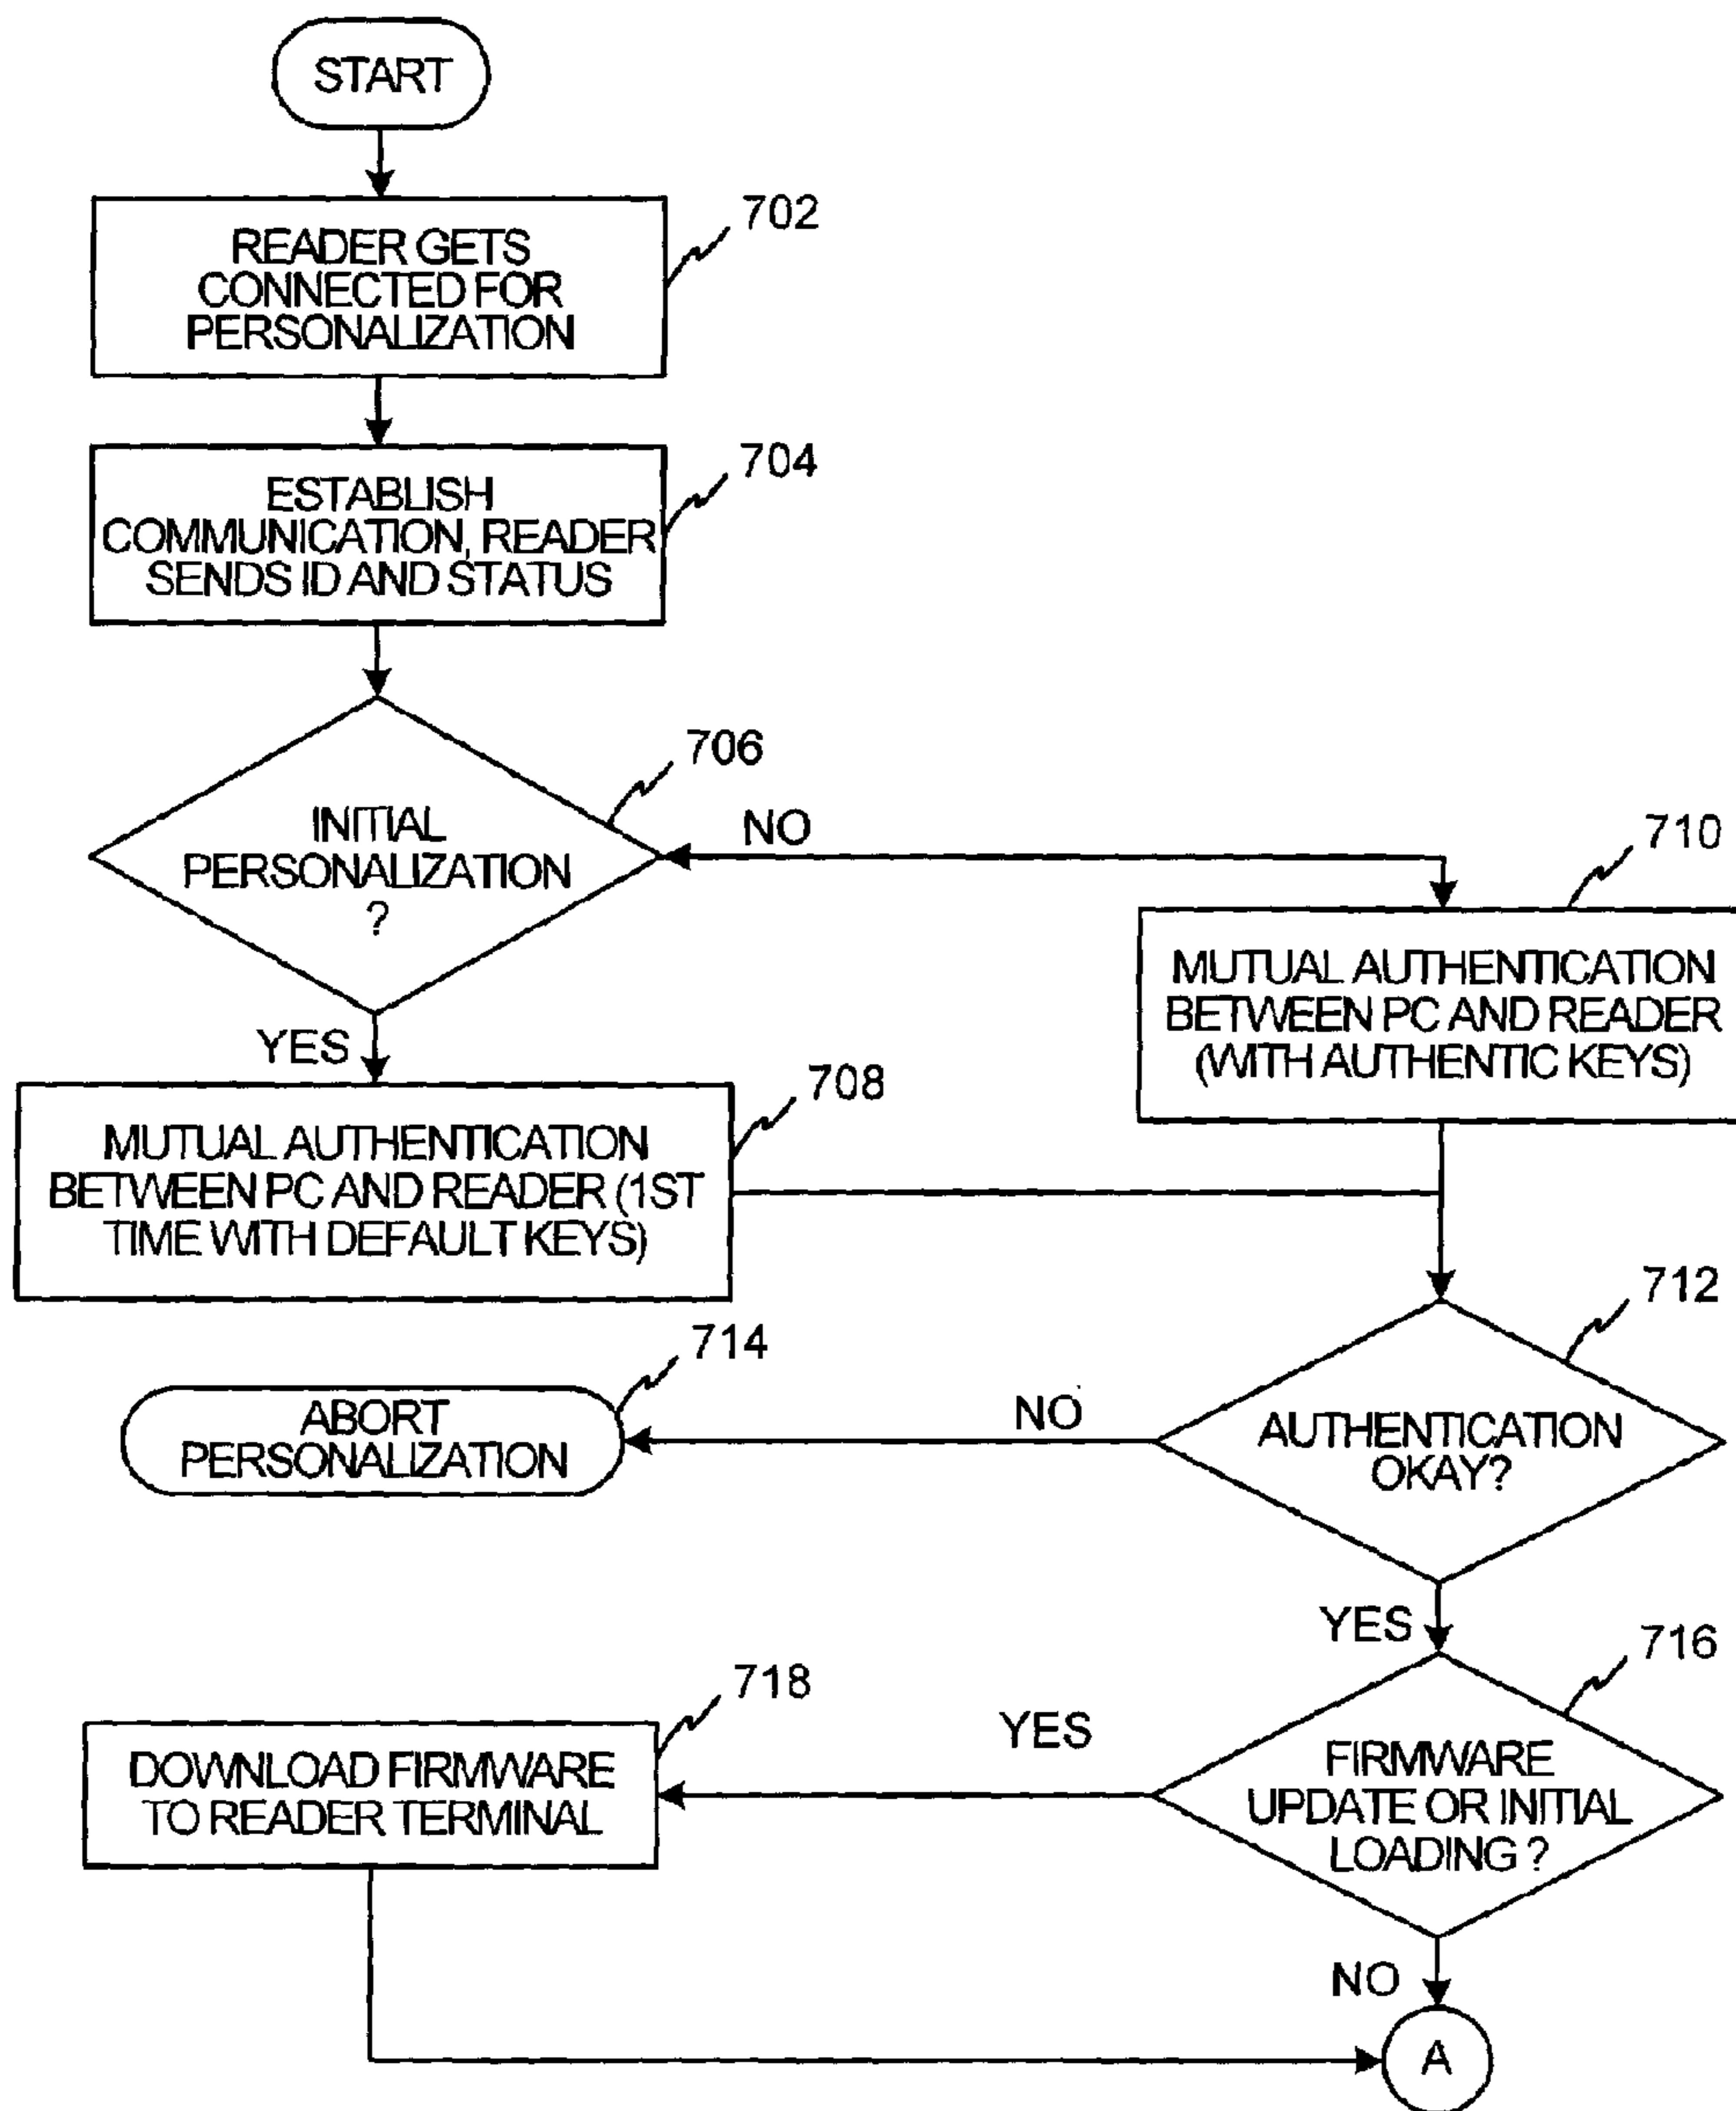 START
702
READER GETS
CONNECTED FOR
PERSONALIZATION
704
ESTABLISH
COMMUNICATION, READER
SENDS ID AND STATUS
706
INITIAL
PERSONALIZATION
?
NO
710
MUTUAL AUTHENTICATION
BETWEEN PC AND READER
(WITH AUTHENTIC KEYS)
YES
708
MUTUAL AUTHENTICATION
BETWEEN PC AND READER (1ST
TIME WITH DEFAULT KEYS)
712
AUTHENTICATION
OKAY?
NO
714
ABORT
PERSONALIZATION
YES
716
FIRMWARE
UPDATE OR INITIAL
LOADING ?
YES
718
DOWNLOAD FIRMWARE
TO READER TERMINAL
NO
A